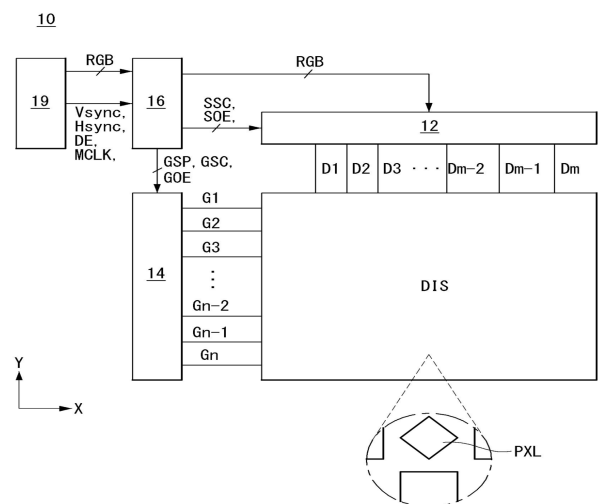 10
RGB
RGB
19
16
Vsync,
Hsync,
DE,
MCLK,
SSC,
SOE,
12
GSP, GSC,
GOE
D1 D2 D3 ··· Dm-2 Dm-1 Dm
G1
G2
G3
14
⋮
DIS
Gn-2
Gn-1
Gn
Y
X
PXL